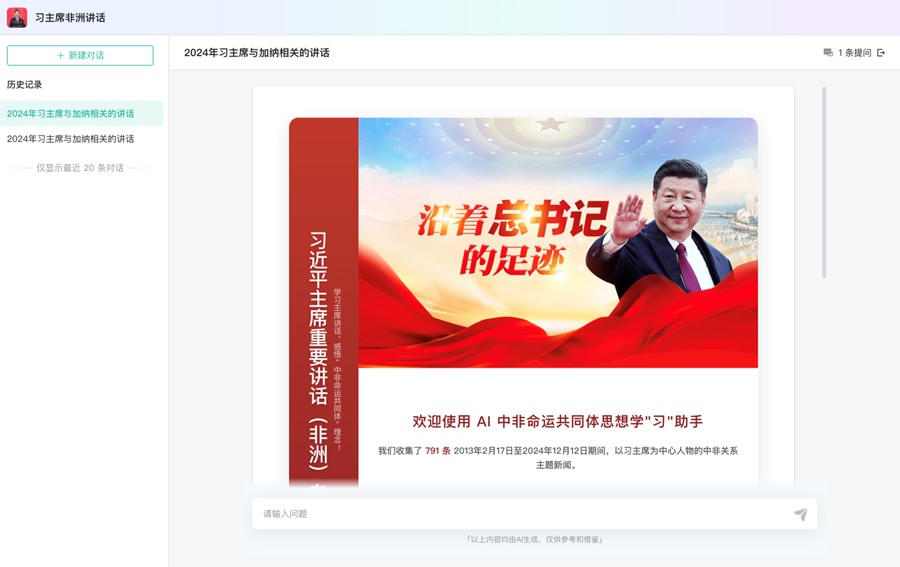 习主席非洲讲话
新建对话
历史记录
2024年习主席与加纳相关的讲话
2024年习主席与加纳相关的讲话
仅显示最近 20 条对话
2024年习主席与加纳相关的讲话
1 条提问
习近平主席重要讲话（非洲）
学习主席讲话，感悟“中非命运共同体”理念！
沿着总书记
的足迹
欢迎使用 AI 中非命运共同体思想学"习"助手
我们收集了 791 条 2013年2月17日至2024年12月12日期间，以习主席为中心人物的中非关系
主题新闻。
请输入问题
「以上内容均由AI生成，仅供参考和借鉴」